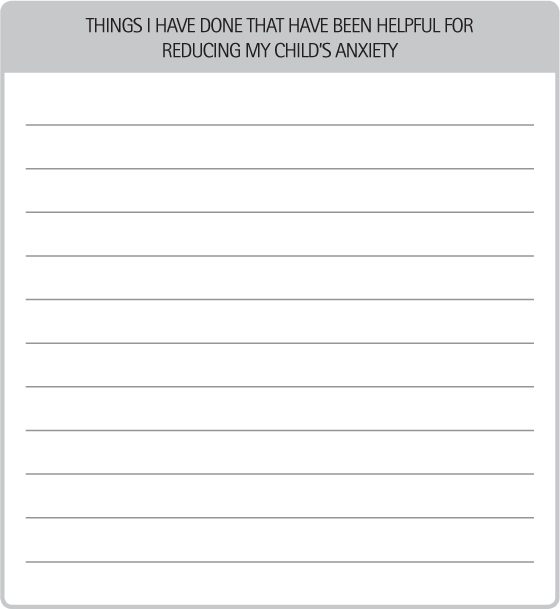 THINGS I HAVE DONE THAT HAVE BEEN HELPFUL FOR
REDUCING MY CHILD'S ANXIETY